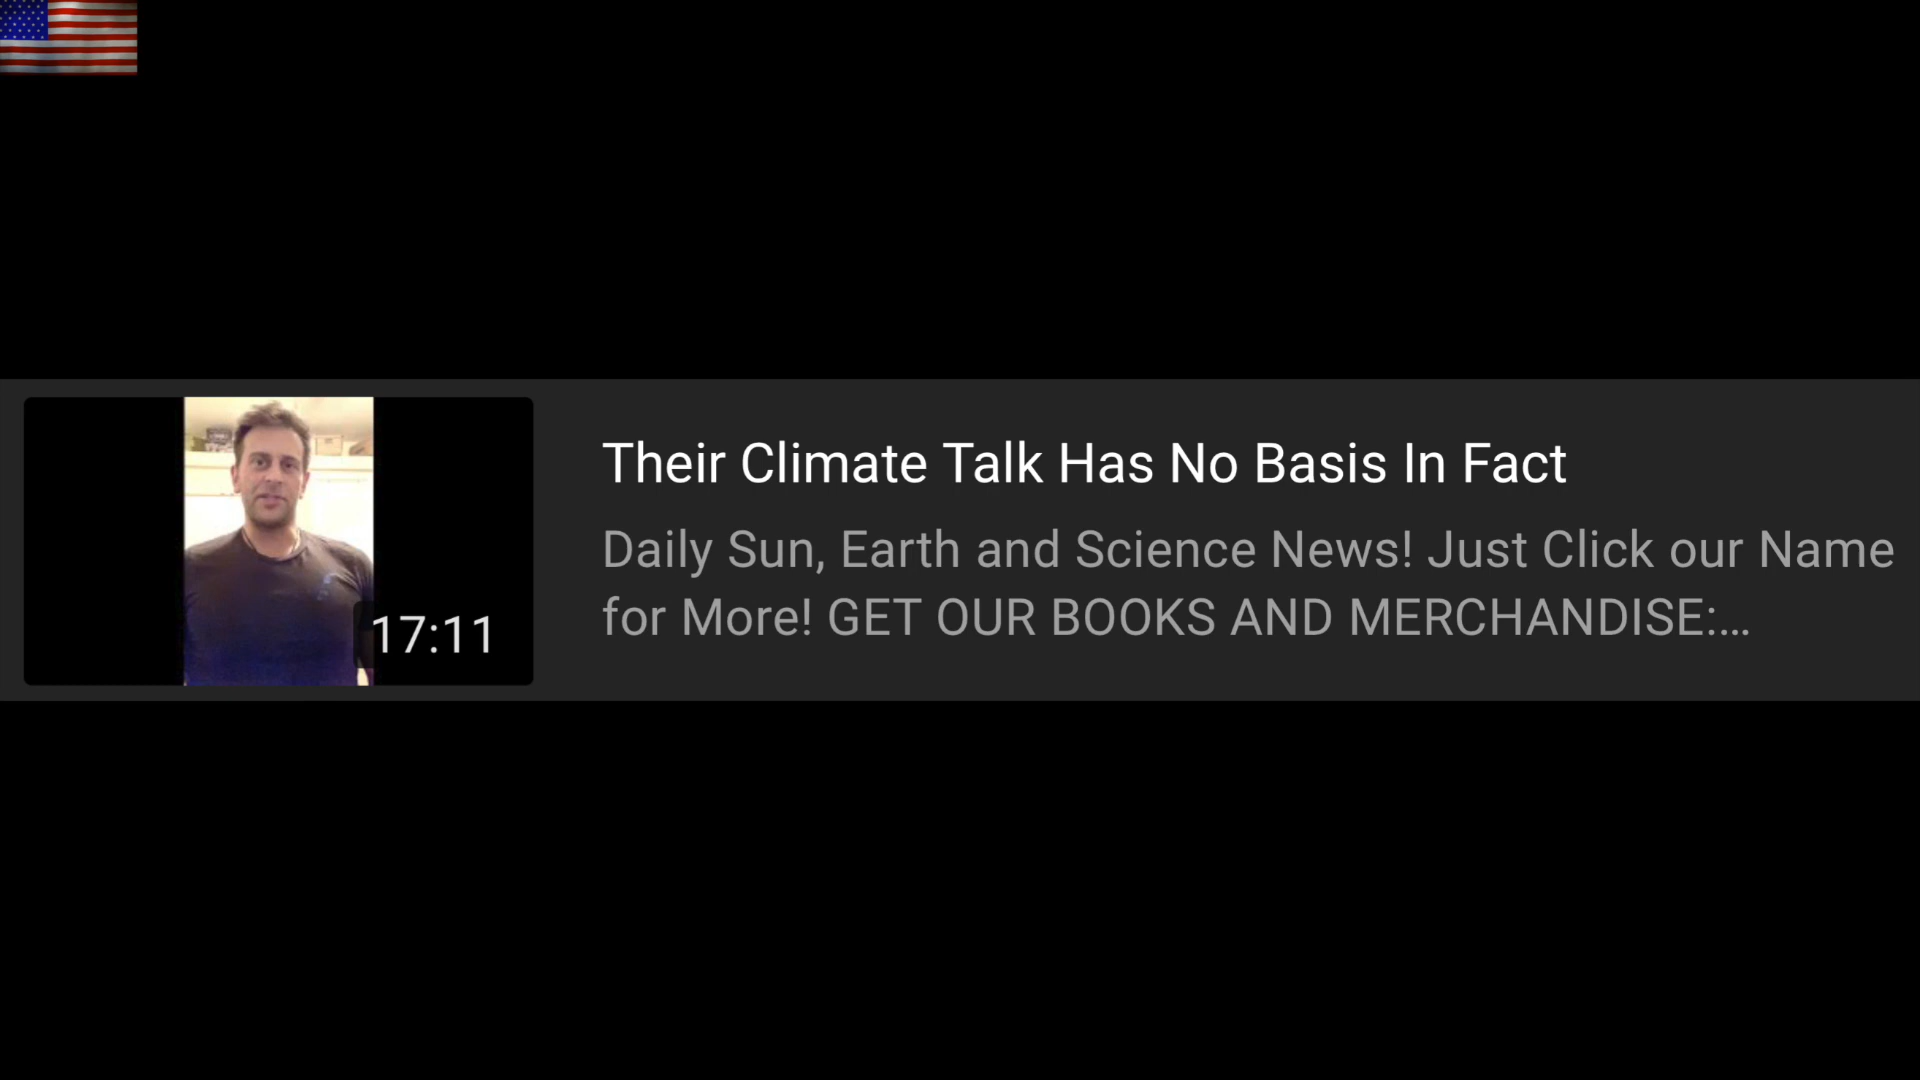 Their Climate Talk Has No Basis In Fact
Daily Sun, Earth and Science News! Just Click our Name
for More! GET OUR BOOKS AND MERCHANDISE:...
17:11